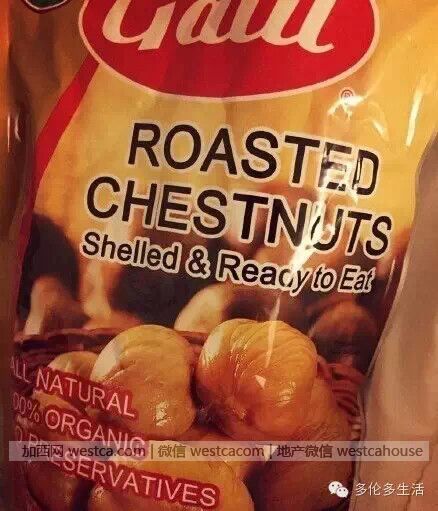 Galil
®
ROASTED
CHESTNUTS
Shelled & Ready to Eat
ALL NATURAL
100% ORGANIC
NO PRESERVATIVES
加西网 westca.com | 微信 westcacom | 地产微信 westcahouse
多伦多生活